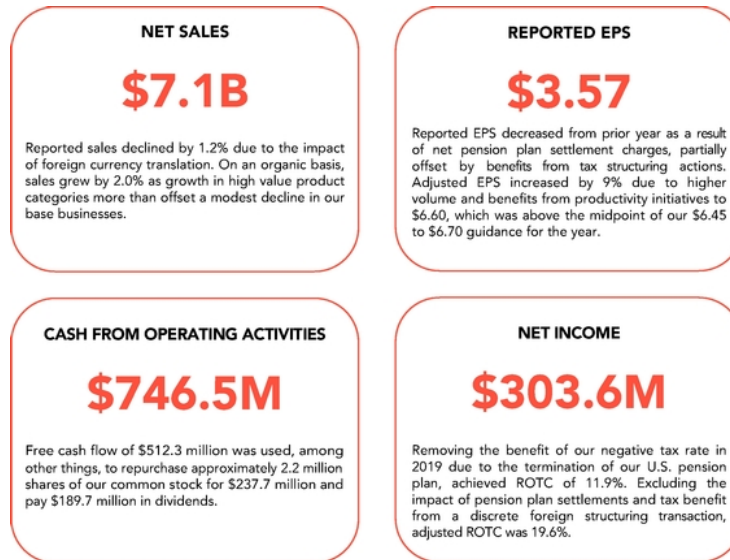 NET SALES
$7.1B
Reported sales declined by 1.2% due to the impact
of foreign currency translation. On an organic basis,
sales grew by 2.0% as growth in high value product
categories more than offset a modest decline in our
base businesses.
REPORTED EPS
$3.57
Reported EPS decreased from prior year as a result
of net pension plan settlement charges, partially
offset by benefits from tax structuring actions.
Adjusted EPS increased by 9% due to higher
volume and benefits from productivity initiatives to
$6.60, which was above the midpoint of our $6.45
to $6.70 guidance for the year.
CASH FROM OPERATING ACTIVITIES
$746.5M
Free cash flow of $512.3 million was used, among
other things, to repurchase approximately 2.2 million
shares of our common stock for $237.7 million and
pay $189.7 million in dividends.
NET INCOME
$303.6M
Removing the benefit of our negative tax rate in
2019 due to the termination of our U.S. pension
plan, achieved ROTC of 11.9%. Excluding the
impact of pension plan settlements and tax benefit
from a discrete foreign structuring transaction,
adjusted ROTC was 19.6%.